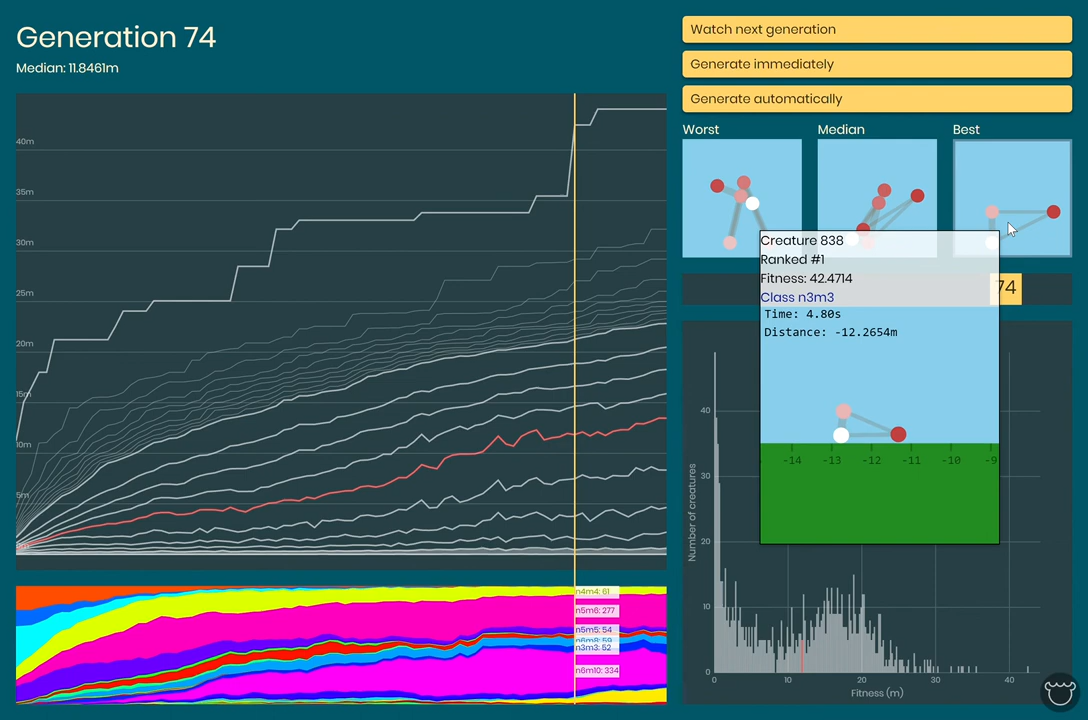 Generation 74
Median: 11.8461m
40m
35m
30m
25m
20m
15m
10m
5m
n4m4: 61
n5m6: 277
n5m5: 54
n6m8: 59
n3m3: 52
n6m10: 334
Watch next generation
Generate immediately
Generate automatically
Worst
Median
Best
Creature 838
Ranked #1
Fitness: 42.4714
Class n3m3
Time: 4.80s
Distance: -12.2654m
-14 -13 -12 -11 -10 -9
74
Number of creatures
40
30
20
10
0
0 10 20 30 40
Fitness (m)